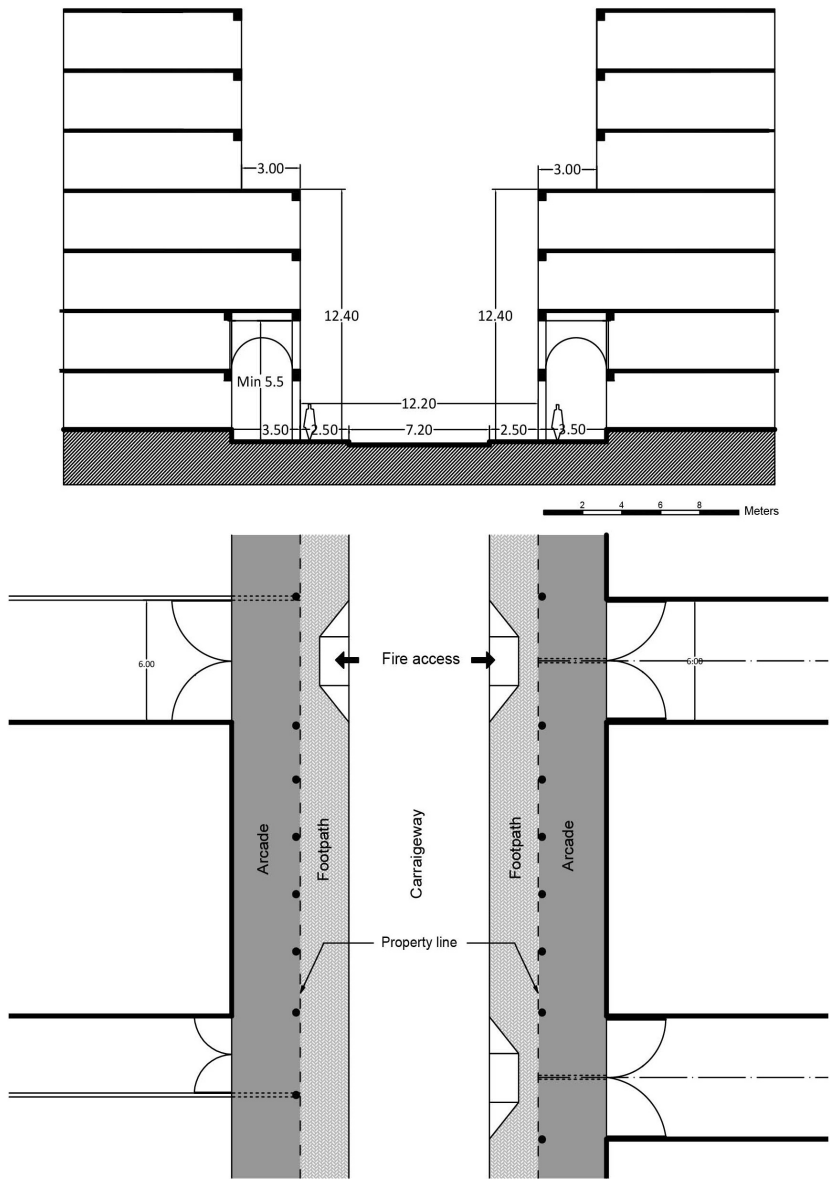 3.00
3.00
12.40
12.40
Min 5.5
12.20
3.50 2.50 7.20 2.50 3.50
2 4 6 8 Meters
Fire access
6.00
6.00
Arcade
Footpath
Carraigeway
Footpath
Arcade
Property line